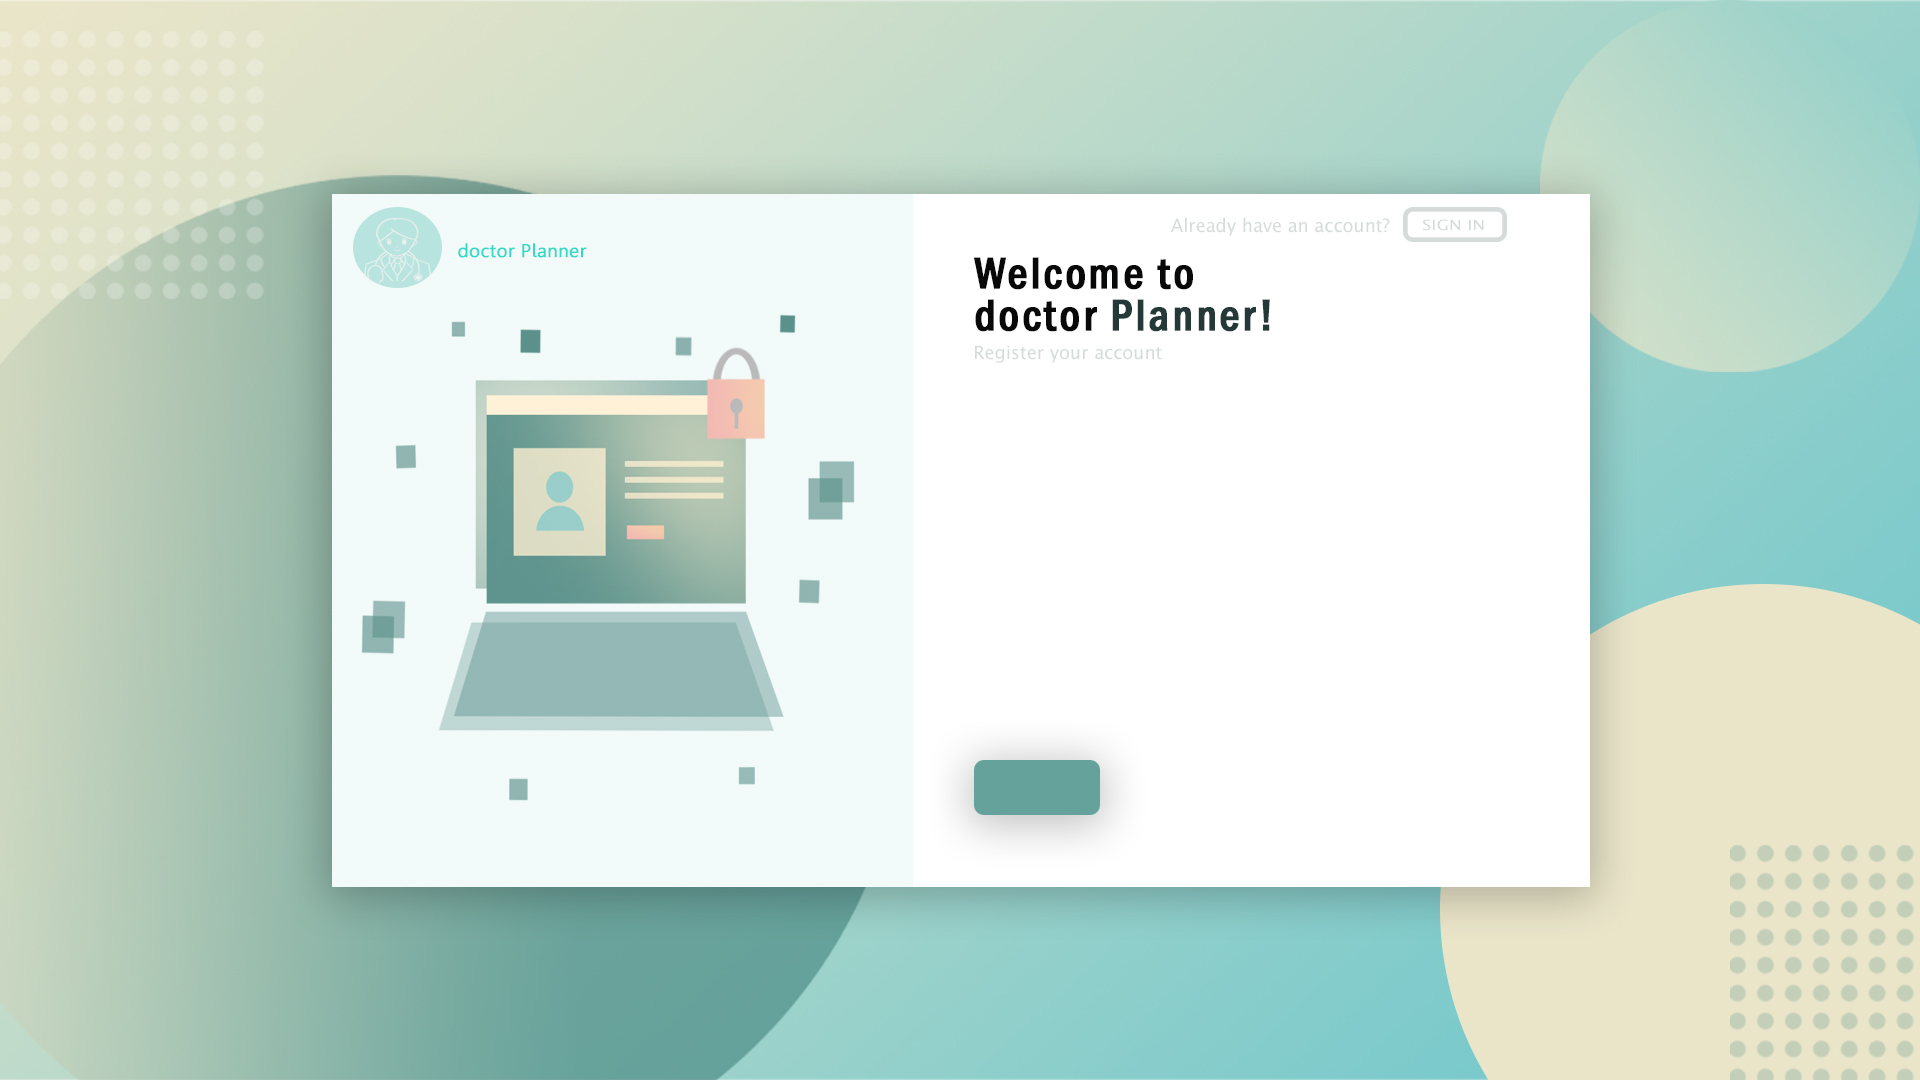 doctor Planner
Already have an account? SIGN IN
Welcome to
doctor Planner!
Register your account